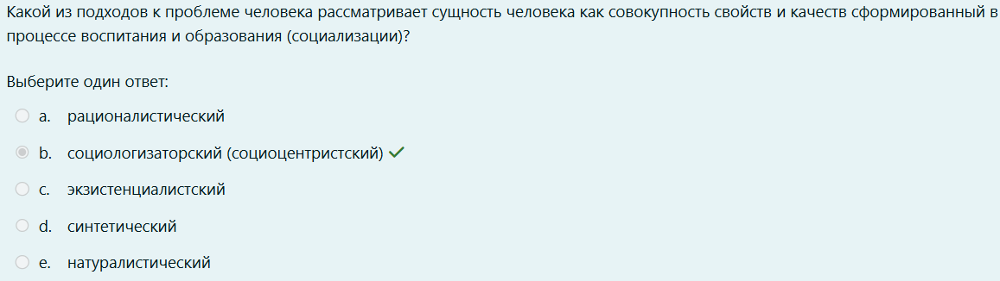 Какой из подходов к проблеме человека рассматривает сущность человека как совокупность свойств и качеств сформированный в
процессе воспитания и образования (социализации)?
Выберите один ответ:
a. рационалистический
b. социологизаторский (социоцентристский)
c. экзистенциалистский
d. синтетический
e. натуралистический